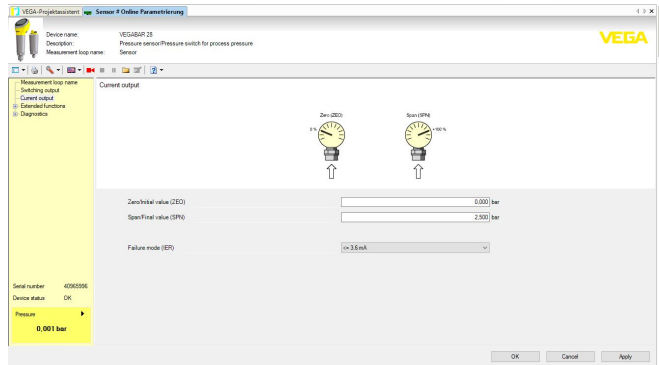 VEGA-Projektassistent
Sensor # Online Parametrierung
Device name: VEGABAR 28
Description: Pressure sensor/Pressure switch for process pressure
Measurement loop name: Sensor
VEGA
Measurement loop name
Switching output
Current output
Extended functions
Diagnostics
Current output
Zero (ZEO)
Span (SPN)
0 %
+100 %
Zero/Initial value (ZEO) 0,000 bar
Span/Final value (SPN) 2,500 bar
Failure mode (IER) <= 3.6 mA
Serial number 40965996
Device status OK
Pressure
0,001 bar
OK
Cancel
Apply